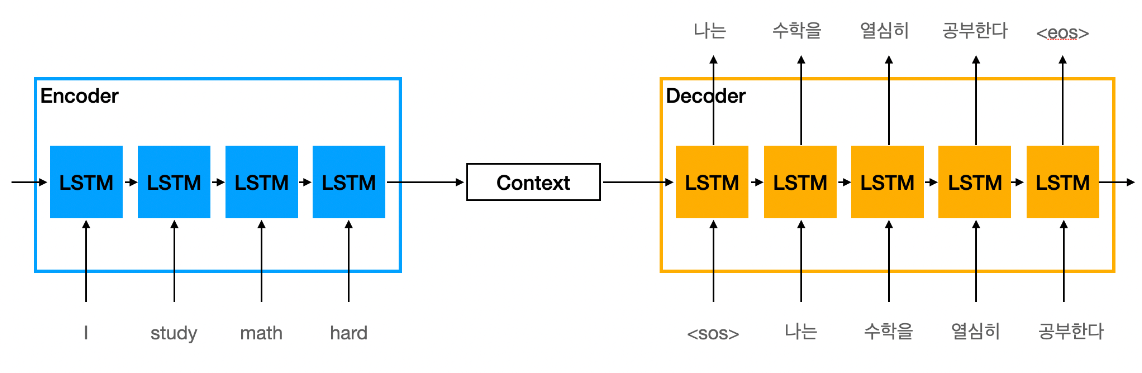 나는 수학을 열심히 공부한다 <eos>
Encoder
Decoder
LSTM LSTM LSTM LSTM
Context
LSTM LSTM LSTM LSTM LSTM
I study math hard
<sos> 나는 수학을 열심히 공부한다